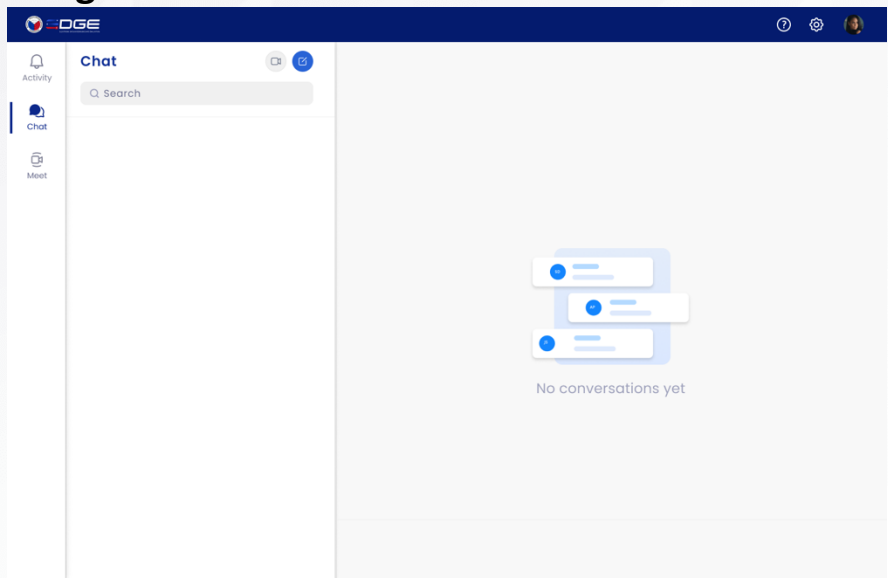 EDGE
Activity
Chat
Meet
Chat
Search
No conversations yet